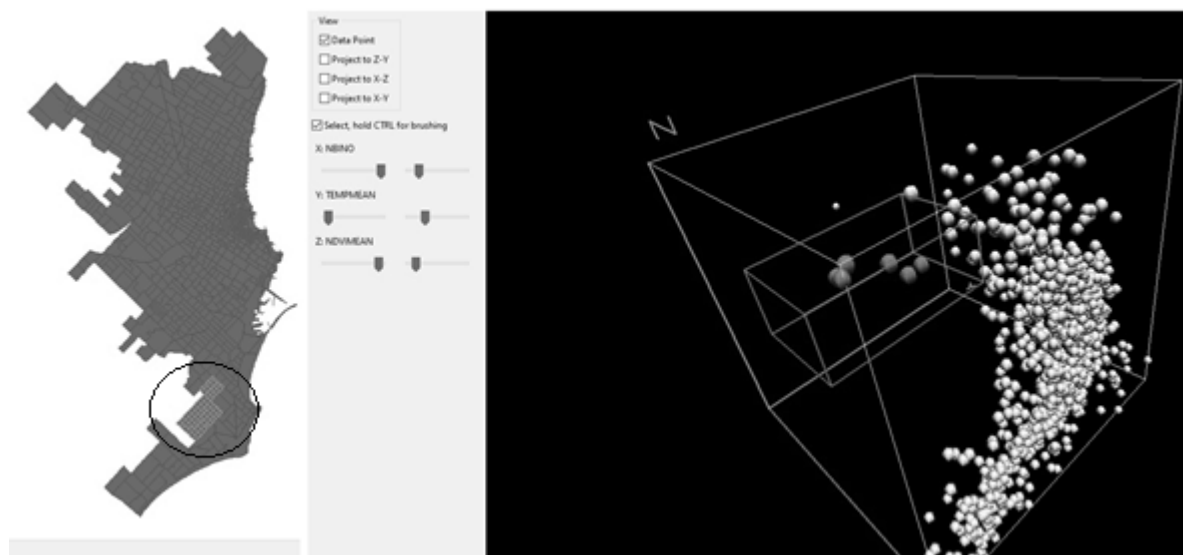 View
Data Point
Project to Z-Y
Project to X-Z
Project to X-Y
Select, hold CTRL for brushing
X: NBINO
Y: TEMPMEAN
Z: NDVIMEAN
Z